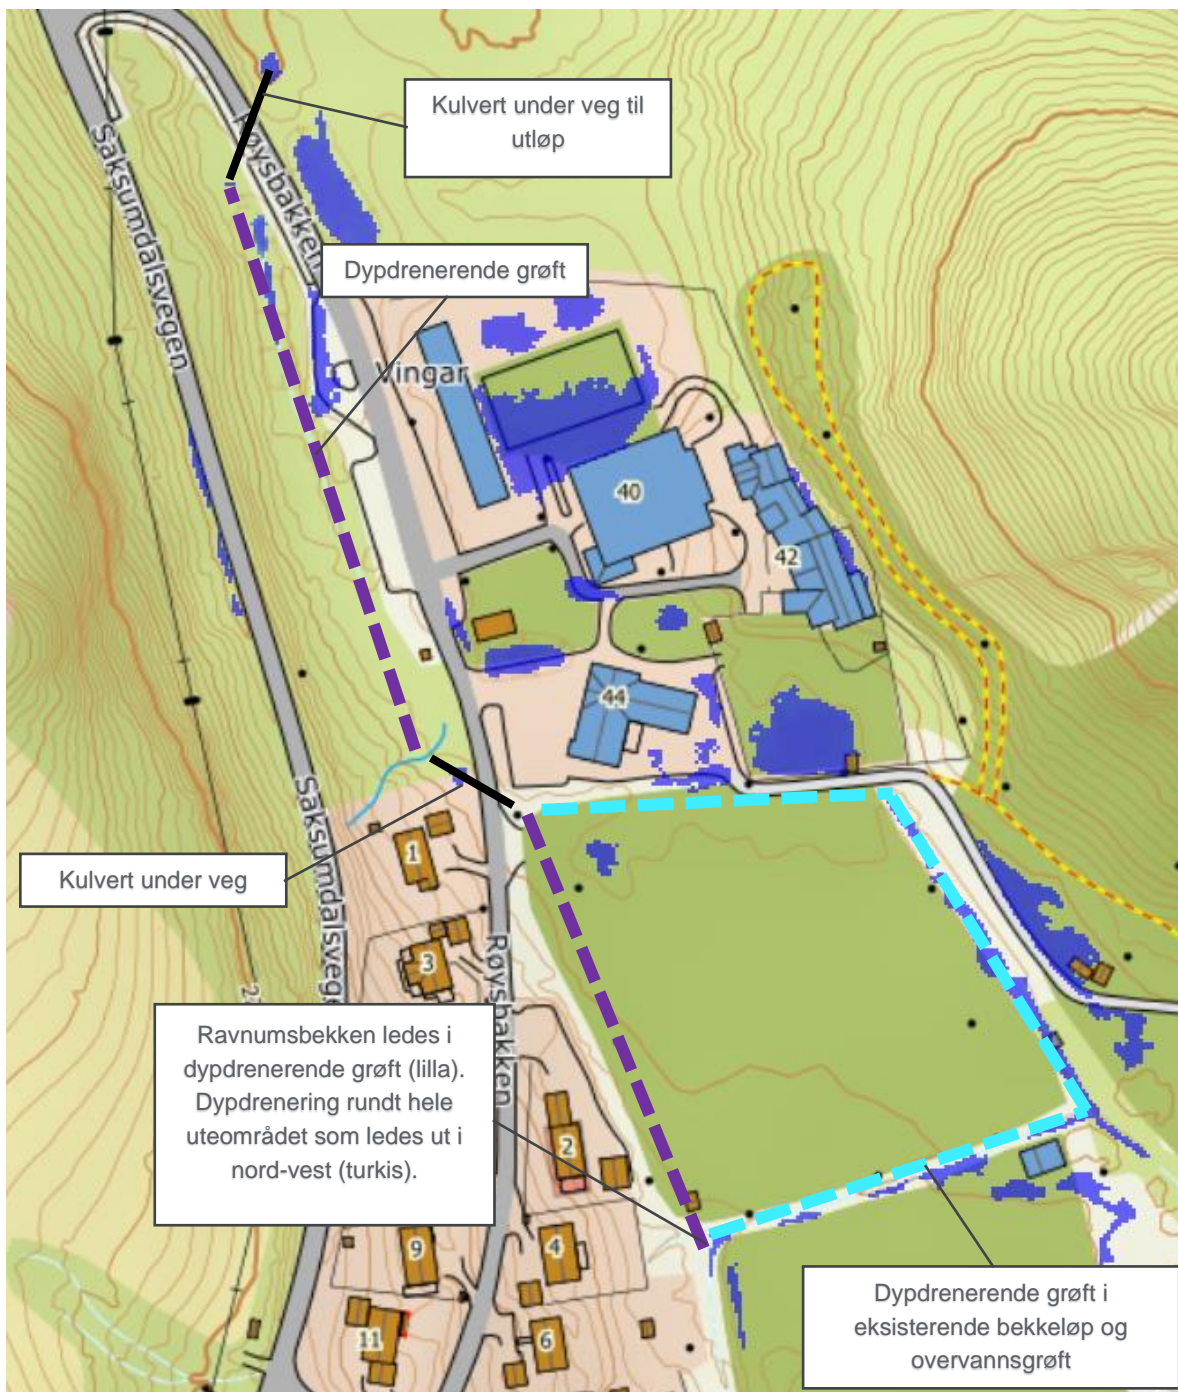 Kulvert under veg til
utløp
Røysbakken
Saksumdalsvegen
Dypdrenerende grøft
Vingar
40
42
44
Kulvert under veg
1
Saksumdalsveg
3
Røysbakken
2
Ravnumsbekken ledes i
dypdrenerende grøft (lilla).
Dypdrenering rundt hele
uteområdet som ledes ut i
nord-vest (turkis).
2
9
4
11
6
Dypdrenerende grøft i
eksisterende bekkeløp og
overvannsgrøft